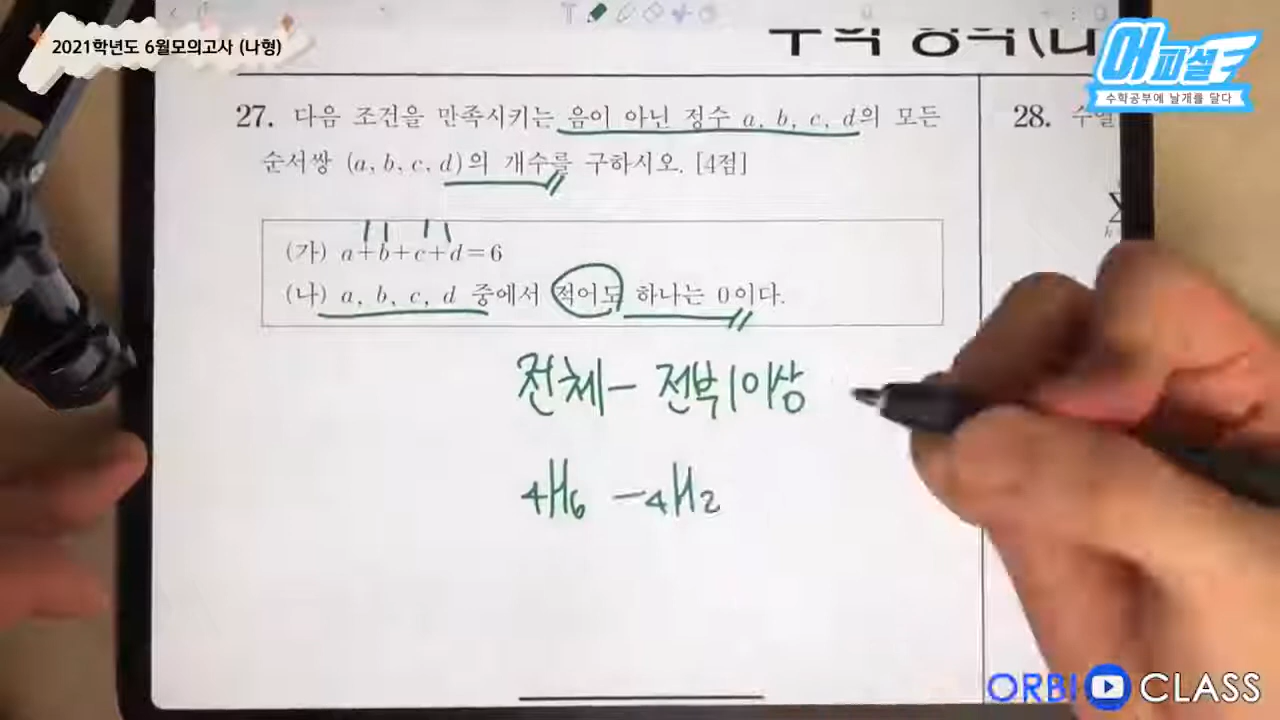 2021학년도 6월모의고사 (나형)
어피셜
수학공부에 날개를 달다
27. 다음 조건을 만족시키는 음이 아닌 정수 a, b, c, d의 모든
순서쌍 (a, b, c, d)의 개수를 구하시오. [4점]
(가) a+b+c+d=6
(나) a, b, c, d 중에서 적어도 하나는 0이다.
전체 - 전부 1이상
4H6 - 4H2
28. 수열
ORBI CLASS